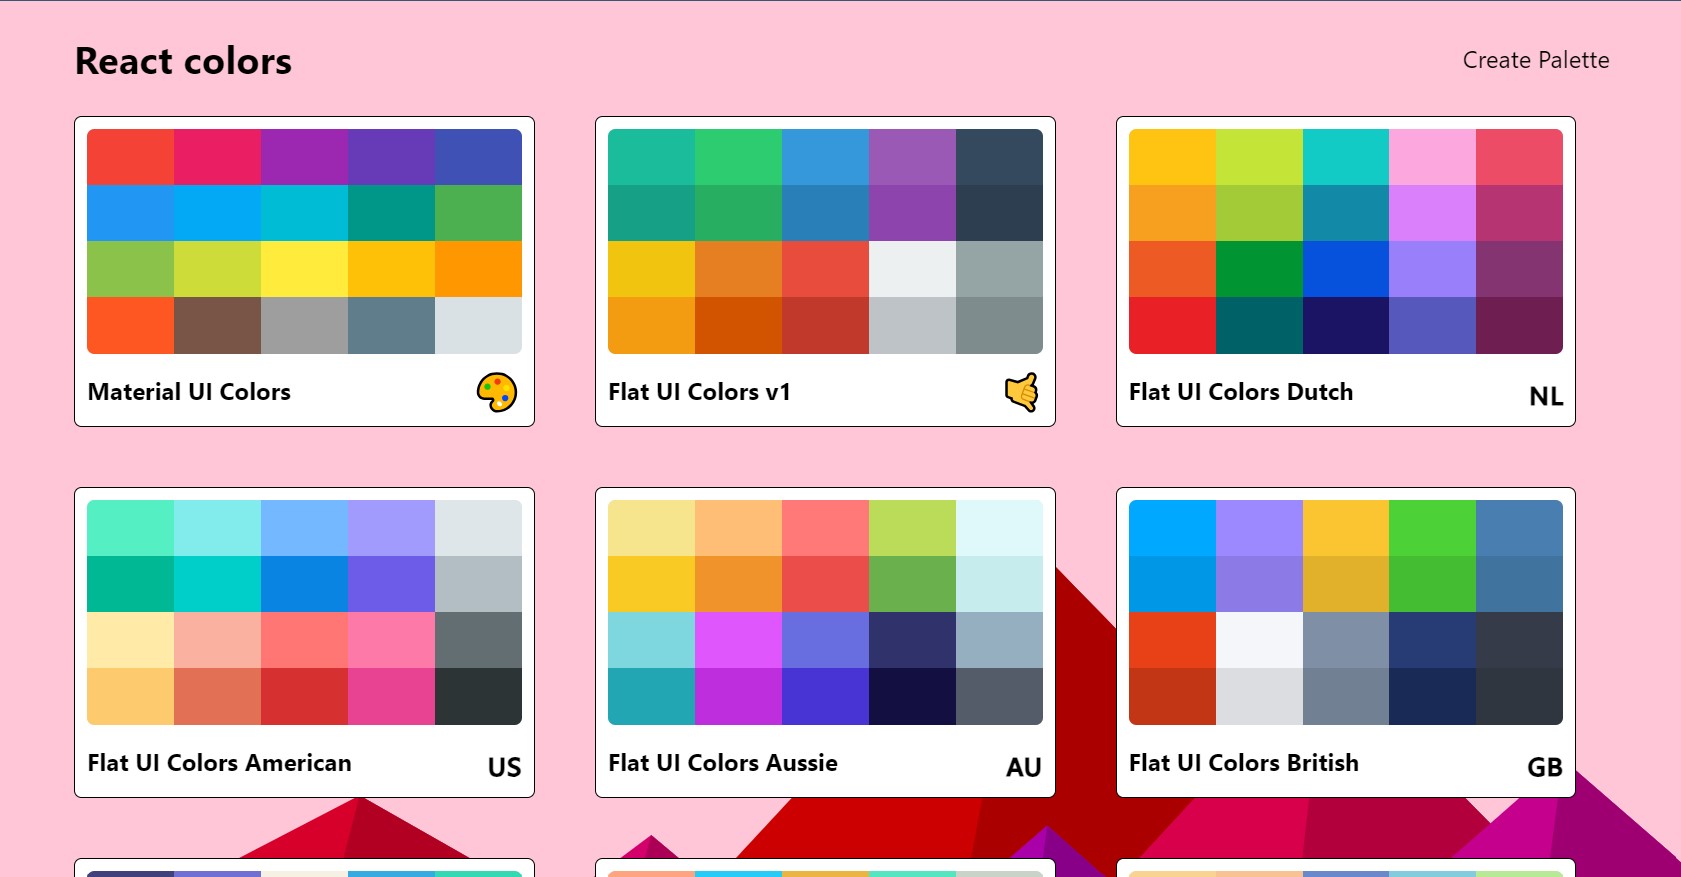 React colors
Create Palette
Material UI Colors
Flat UI Colors v1
Flat UI Colors Dutch
NL
Flat UI Colors American
US
Flat UI Colors Aussie
AU
Flat UI Colors British
GB